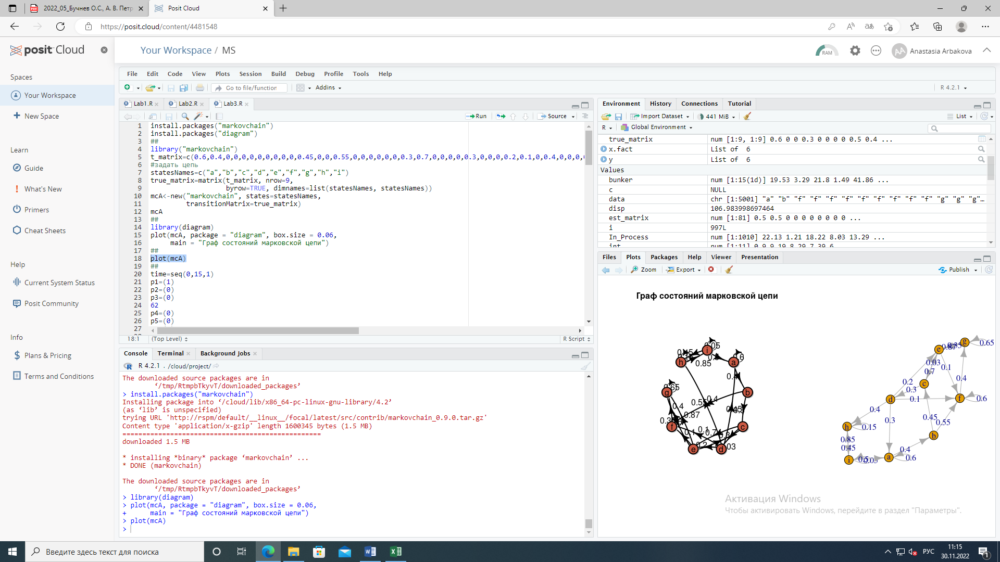 2022_05_Бучнев О.С., А. В. Петр
Posit Cloud
https://posit.cloud/content/4481548
posit Cloud
Your Workspace / MS
RAM
AA
Anastasia Arbakova
Spaces
Your Workspace
New Space
Learn
Guide
What's New
Primers
Cheat Sheets
Help
Current System Status
Posit Community
Info
Plans & Pricing
Terms and Conditions
File Edit Code View Plots Session Build Debug Profile Tools Help
Go to file/function
Addins
R 4.2.1
Lab1.R
Lab2.R
Lab3.R
Run
Source
1 install.packages("markovchain")
2 install.packages("diagram")
3 ##
4 library("markovchain")
5 t_matrix=c(0.6,0.4,0,0,0,0,0,0,0,0,0.45,0,0,0.55,0,0,0,0,0,0,0.3,0.7,0,0,0,0,0.3,0,0,0,0.2,0.1,0,0.4,0,0,0,
6 #задать цепь
7 statesNames=c("a","b","c","d","e","f","g","h","i")
8 true_matrix=matrix(t_matrix, nrow=9,
9 byrow=TRUE, dimnames=list(statesNames, statesNames))
10 mcA<-new("markovchain", states=statesNames,
11 transitionMatrix=true_matrix)
12 mcA
13 ##
14 library(diagram)
15 plot(mcA, package = "diagram", box.size = 0.06,
16 main = "Граф состояний марковской цепи")
17 ##
18 plot(mcA)
19 ##
20 time=seq(0,15,1)
21 p1=(1)
22 p2=(0)
23 p3=(0)
24 62
25 p4=(0)
26 p5=(0)
27
18:1 (Top Level)
R Script
Console
Terminal
Background Jobs
R 4.2.1 . /cloud/project/
The downloaded source packages are in
‘/tmp/RtmpbTkyvT/downloaded_packages’
> install.packages("markovchain")
Installing package into ‘/cloud/lib/x86_64-pc-linux-gnu-library/4.2’
(as ‘lib’ is unspecified)
trying URL 'http://rspm/default/__linux__/focal/latest/src/contrib/markovchain_0.9.0.tar.gz'
Content type 'application/x-gzip' length 1600345 bytes (1.5 MB)
==================================================
downloaded 1.5 MB
* installing *binary* package ‘markovchain’ ...
* DONE (markovchain)
The downloaded source packages are in
‘/tmp/RtmpbTkyvT/downloaded_packages’
> library(diagram)
> plot(mcA, package = "diagram", box.size = 0.06,
+ main = "Граф состояний марковской цепи")
> plot(mcA)
>
Environment
History
Connections
Tutorial
Import Dataset
441 MiB
List
R
Global Environment
true_matrix num [1:9, 1:9] 0.6 0 0 0.3 0 0 0 0 0.5 0.4 ...
x.fact List of 6
y List of 6
Values
bunker num [1:15(1d)] 19.53 3.29 21.8 1.49 41.86 ...
c NULL
data chr [1:5001] "a" "b" "f" "f" "f" "f" "f" "f" "f" "f" "f" "g" "g" "g"…
disp 106.983998697464
est_matrix num [1:81] 0.5 0.5 0 0 0 0 0 0 0 0 ...
i 997L
In_Process num [1:1010] 22.13 1.21 18.22 8.03 13.29 ...
int num [1:11] 0 9 9 19 8 29 7 39 6
Files
Plots
Packages
Help
Viewer
Presentation
Zoom
Export
Publish
Граф состояний марковской цепи
i
h
a
0.85
g
b
0.4
0.87
f
c
e
d
g
0.65
e
0.03
0.1
0.7
0.2
c
0.4
0.3
d
0.1
f
0.6
0.4
0.3
0.45
0.55
h
0.15
b
0.85
0.45
0.4
i
a
0.6
Активация Windows
Чтобы активировать Windows, перейдите в раздел "Параметры".
Введите здесь текст для поиска
РУС
11:15
30.11.2022
1